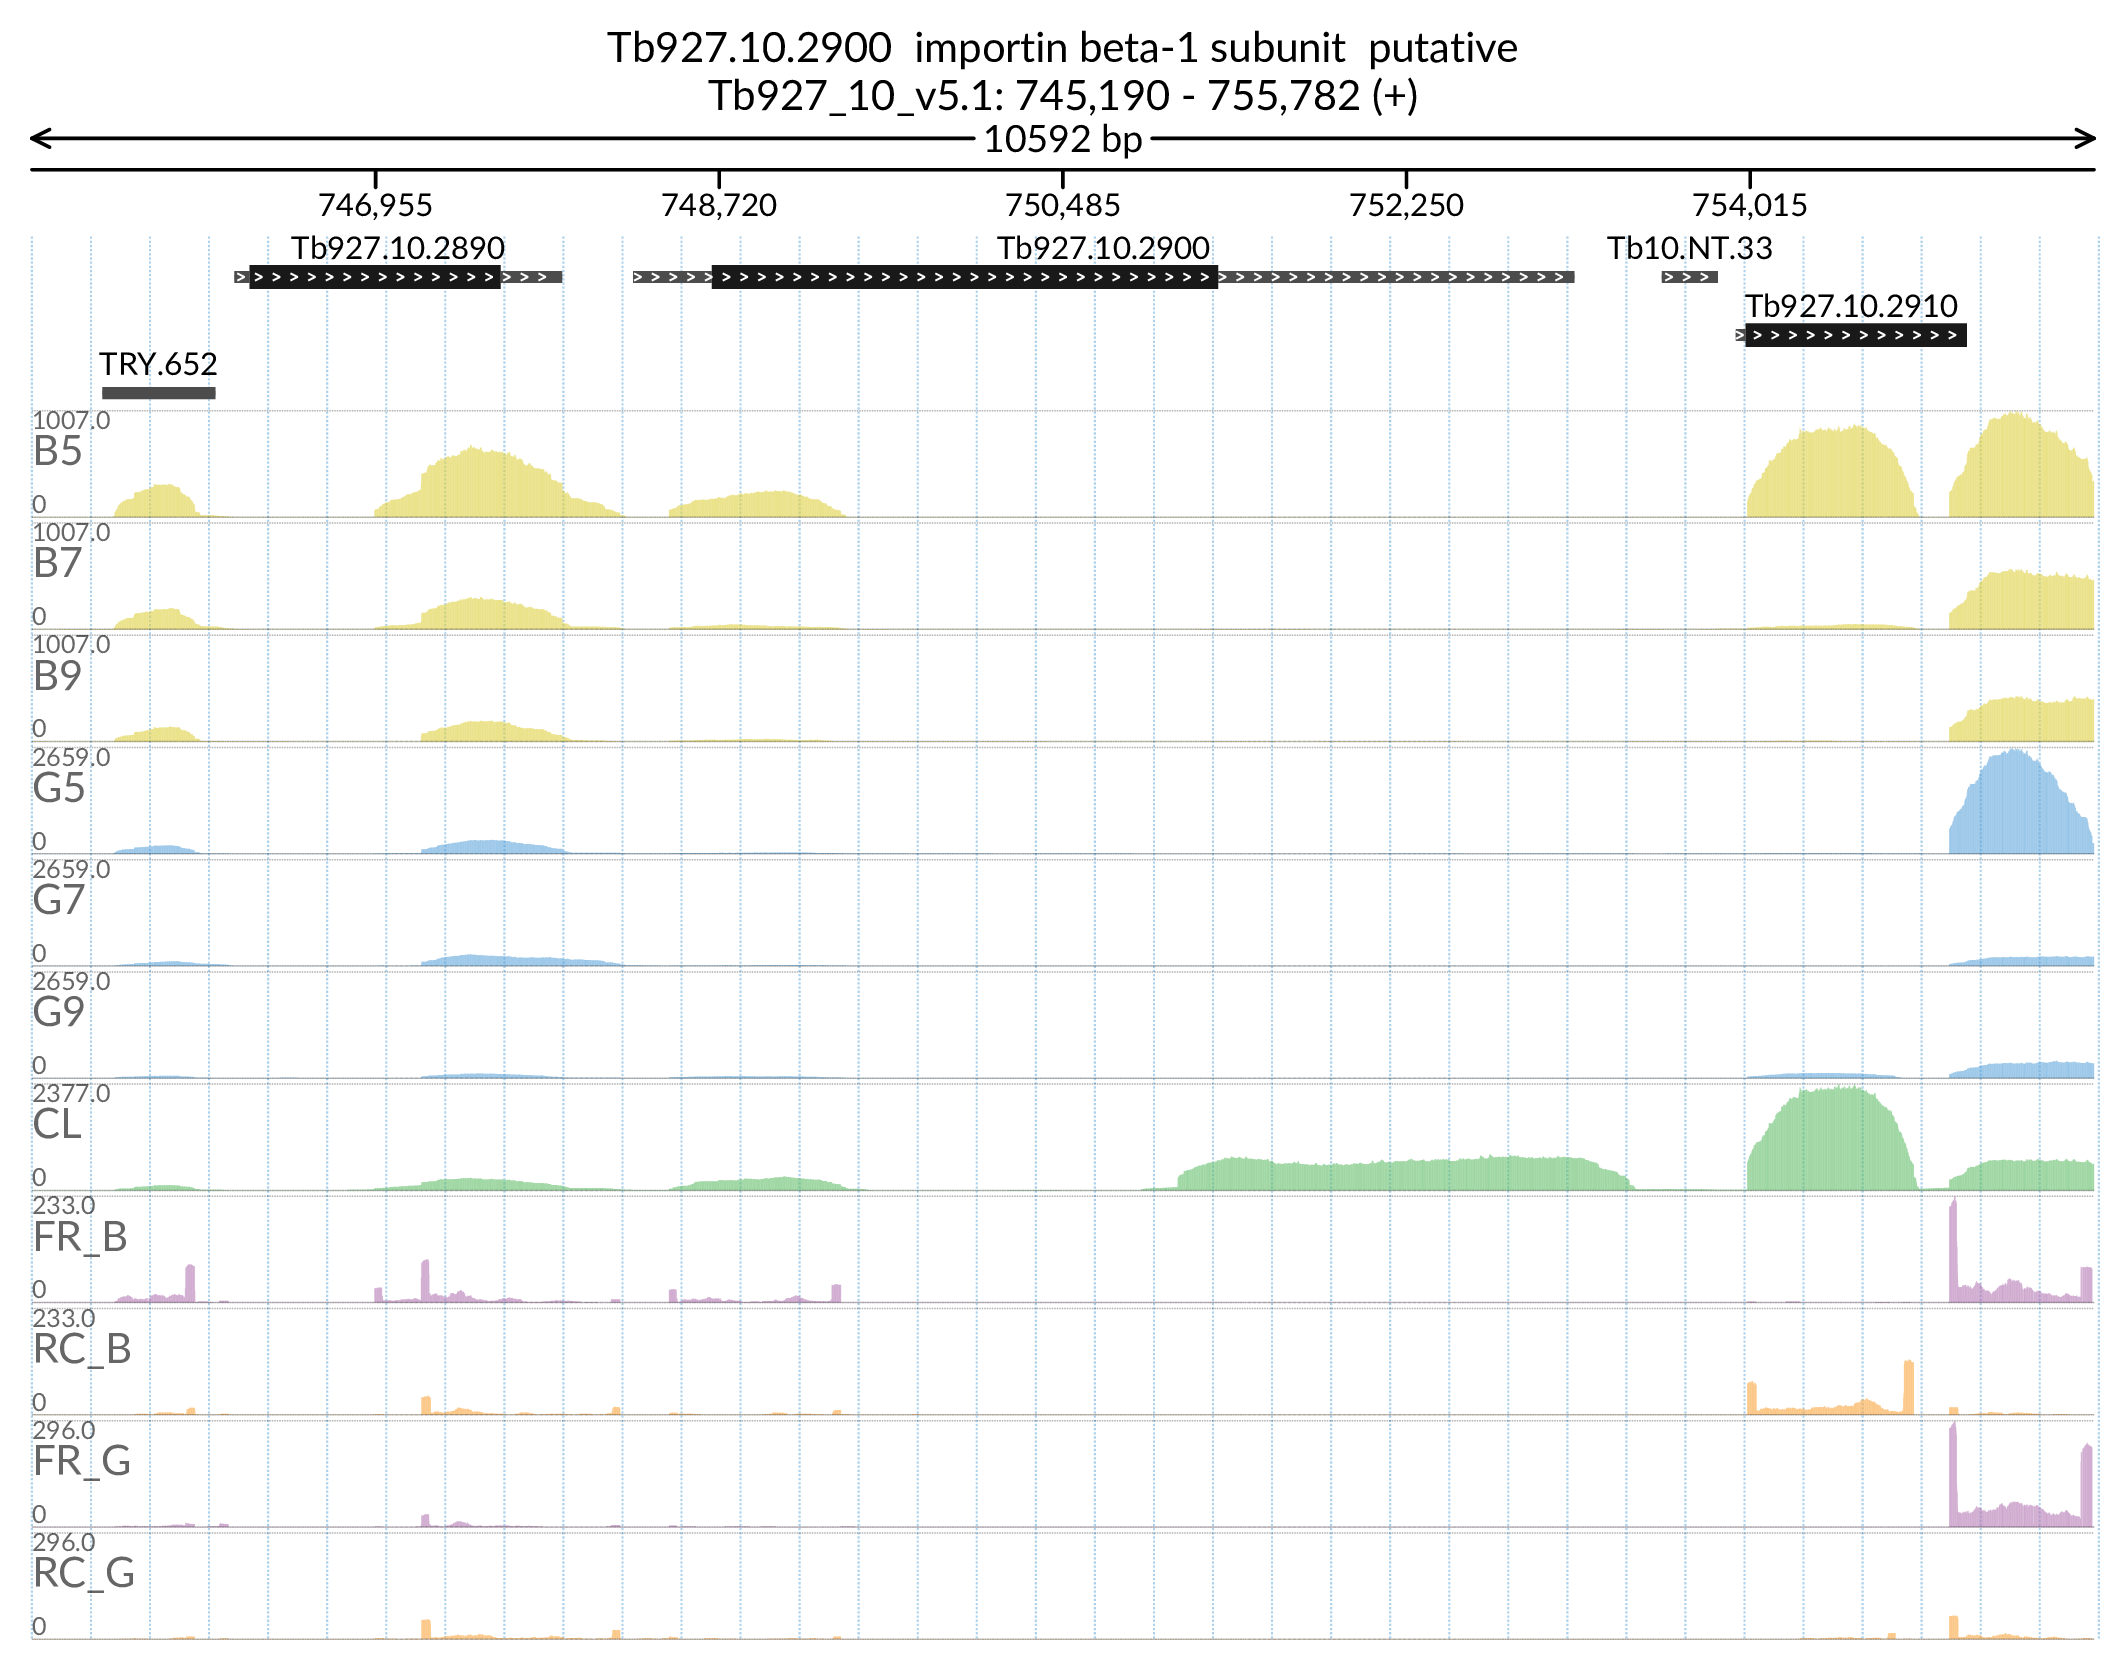 Tb927.10.2900  importin beta-1 subunit  putative
Tb927_10_v5.1: 745,190 - 755,782 (+)
10592 bp
746,955 748,720 750,485 752,250 754,015
Tb927.10.2890 Tb927.10.2900 Tb10.NT.33
Tb927.10.2910
TRY.652
1007.0
B5
0
1007.0
B7
0
1007.0
B9
0
2659.0
G5
0
2659.0
G7
0
2659.0
G9
0
2377.0
CL
0
233.0
FR_B
0
233.0
RC_B
0
296.0
FR_G
0
296.0
RC_G
0